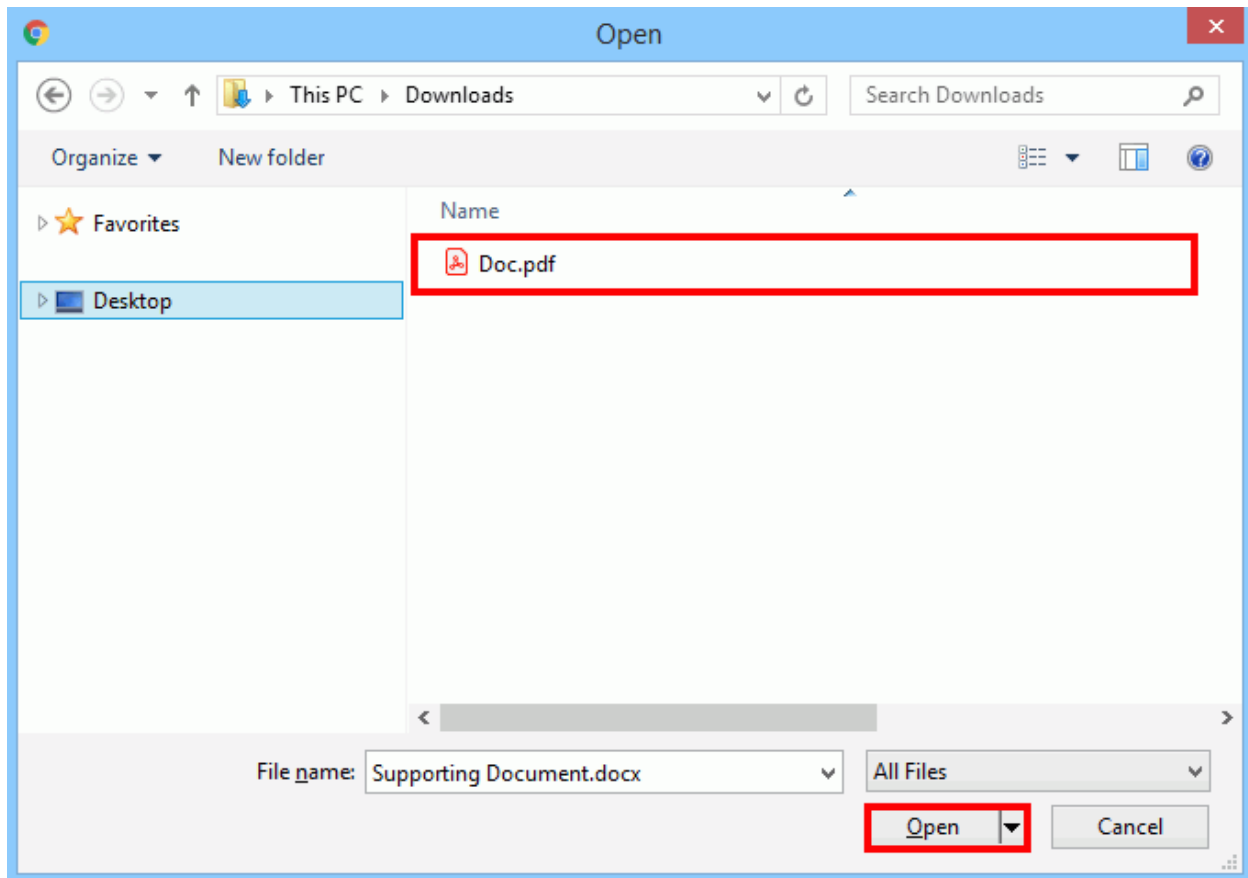 Open
This PC Downloads Search Downloads
Organize New folder
Favorites
Name
Doc.pdf
Desktop
File name: Supporting Document.docx All Files
Open Cancel